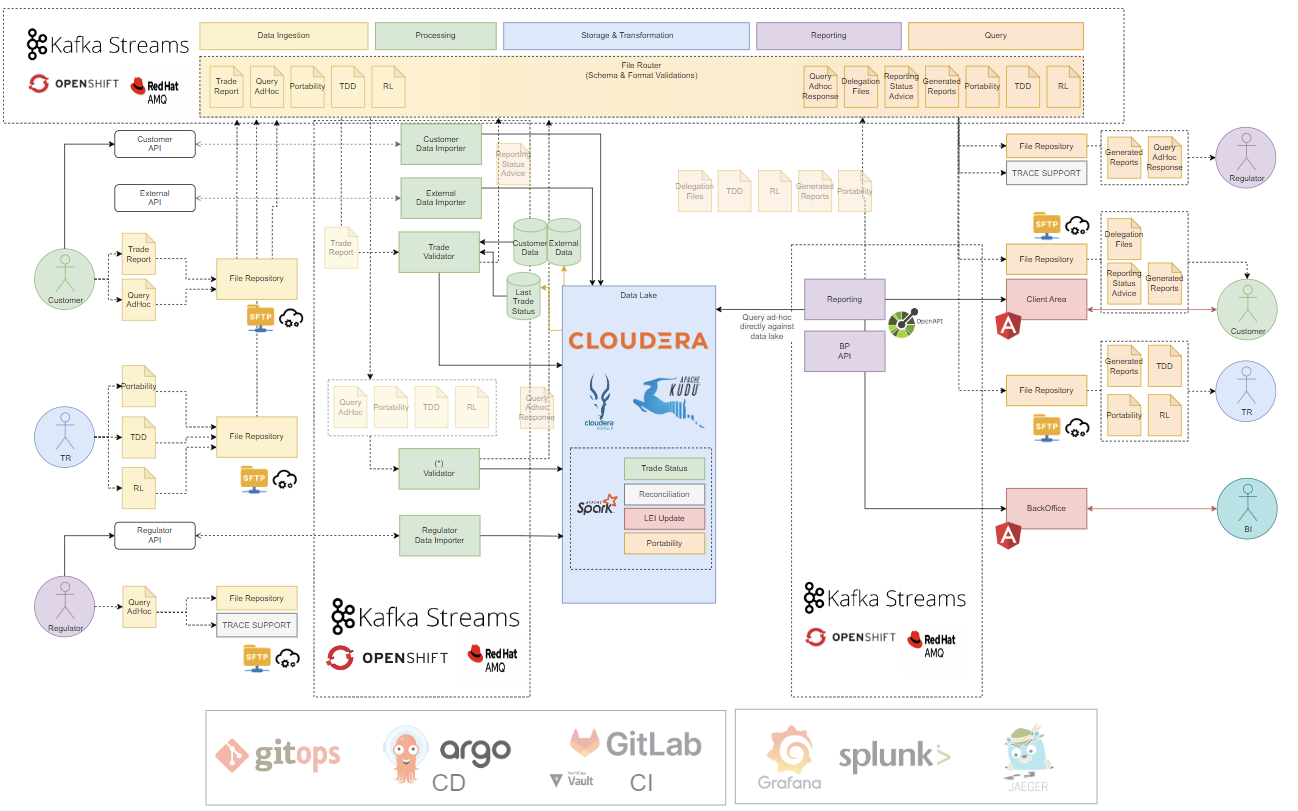 Kafka Streams
OPENSHIFT
Red Hat
AMQ
Data Ingestion
Processing
Storage & Transformation
Reporting
Query
File Router
(Schema & Format Validations)
Trade
Report
Query
AdHoc
Portability
TDD
RL
Query
Adhoc
Response
Delegation
Files
Reporting
Status
Advice
Generated
Reports
Portability
TDD
RL
Customer
API
External
API
Customer
Trade
Report
Query
AdHoc
File Repository
SFTP
TR
Portability
TDD
RL
File Repository
SFTP
Regulator
API
Regulator
Query
AdHoc
File Repository
TRACE SUPPORT
SFTP
Customer
Data Importer
External
Data Importer
Reporting
Status
Advice
Trade
Report
Trade
Validator
Customer
Data
External
Data
Last
Trade
Status
Query
AdHoc
Portability
TDD
RL
Query
Adhoc
Response
(*)
Validator
Regulator
Data Importer
Kafka Streams
OPENSHIFT
Red Hat
AMQ
Data Lake
CLOUDERA
cloudera
APACHE
KUDU
APACHE
Spark
Trade Status
Reconciliation
LEI Update
Portability
Delegation
Files
TDD
RL
Generated
Reports
Portability
Query ad-hoc
directly against
data lake
Reporting
BP
API
OpenAPI
Kafka Streams
OPENSHIFT
Red Hat
AMQ
File Repository
TRACE SUPPORT
Generated
Reports
Query
AdHoc
Response
Regulator
SFTP
File Repository
Client Area
A
Delegation
Files
Reporting
Status
Advice
Generated
Reports
Customer
File Repository
SFTP
Generated
Reports
TDD
Portability
RL
TR
BackOffice
A
BI
gitops
argo
CD
GitLab
Vault
CI
Grafana
splunk>
JAEGER